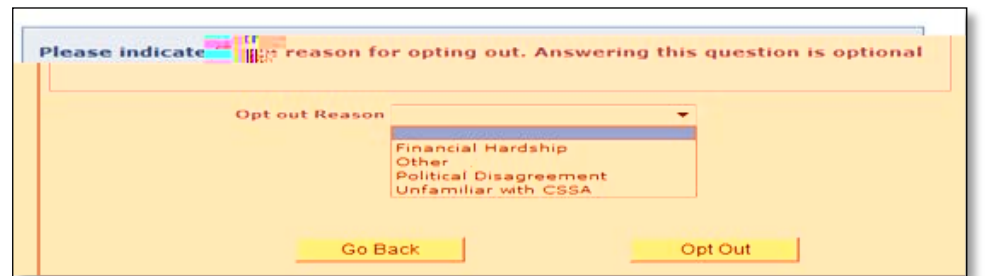 Please indicate reason for opting out. Answering this question is optional
Opt out Reason
Financial Hardship
Other
Political Disagreement
Unfamiliar with CSSA
Go Back Opt Out